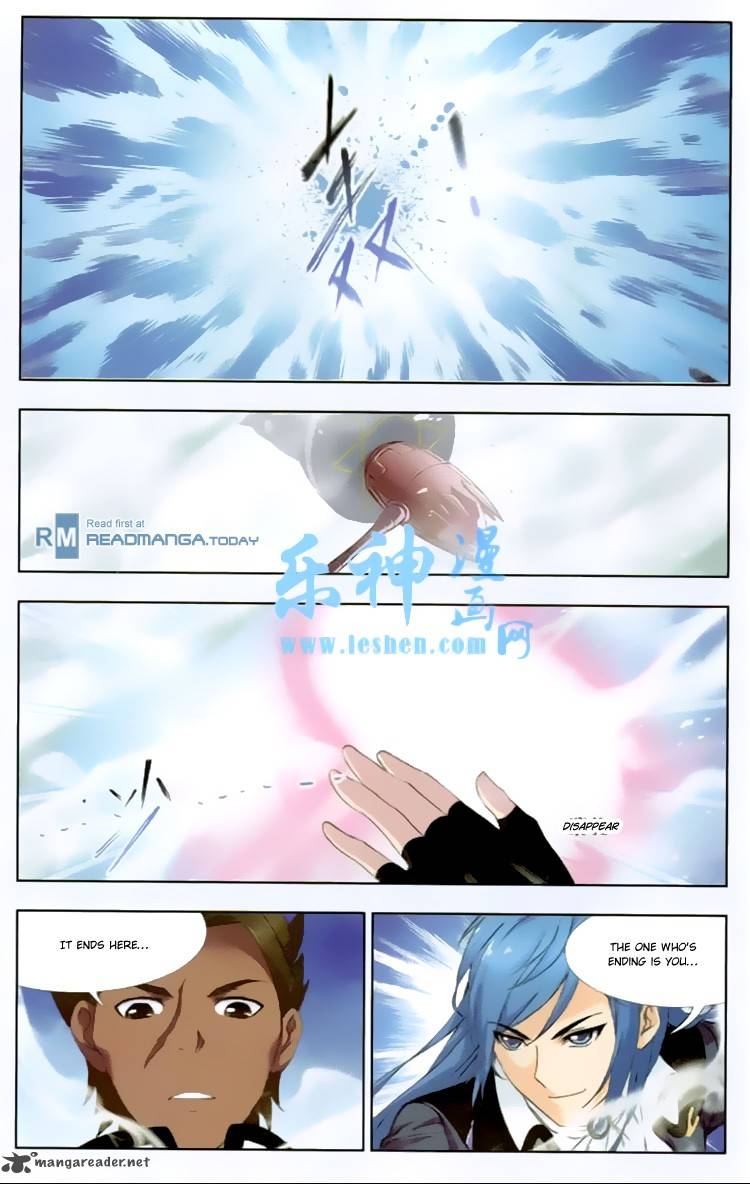 Read first at
RM READMANGA.TODAY
乐神漫画网
www.leshen.com
DISAPPEAR
IT ENDS HERE...
THE ONE WHO'S
ENDING IS YOU...
mangareader.net